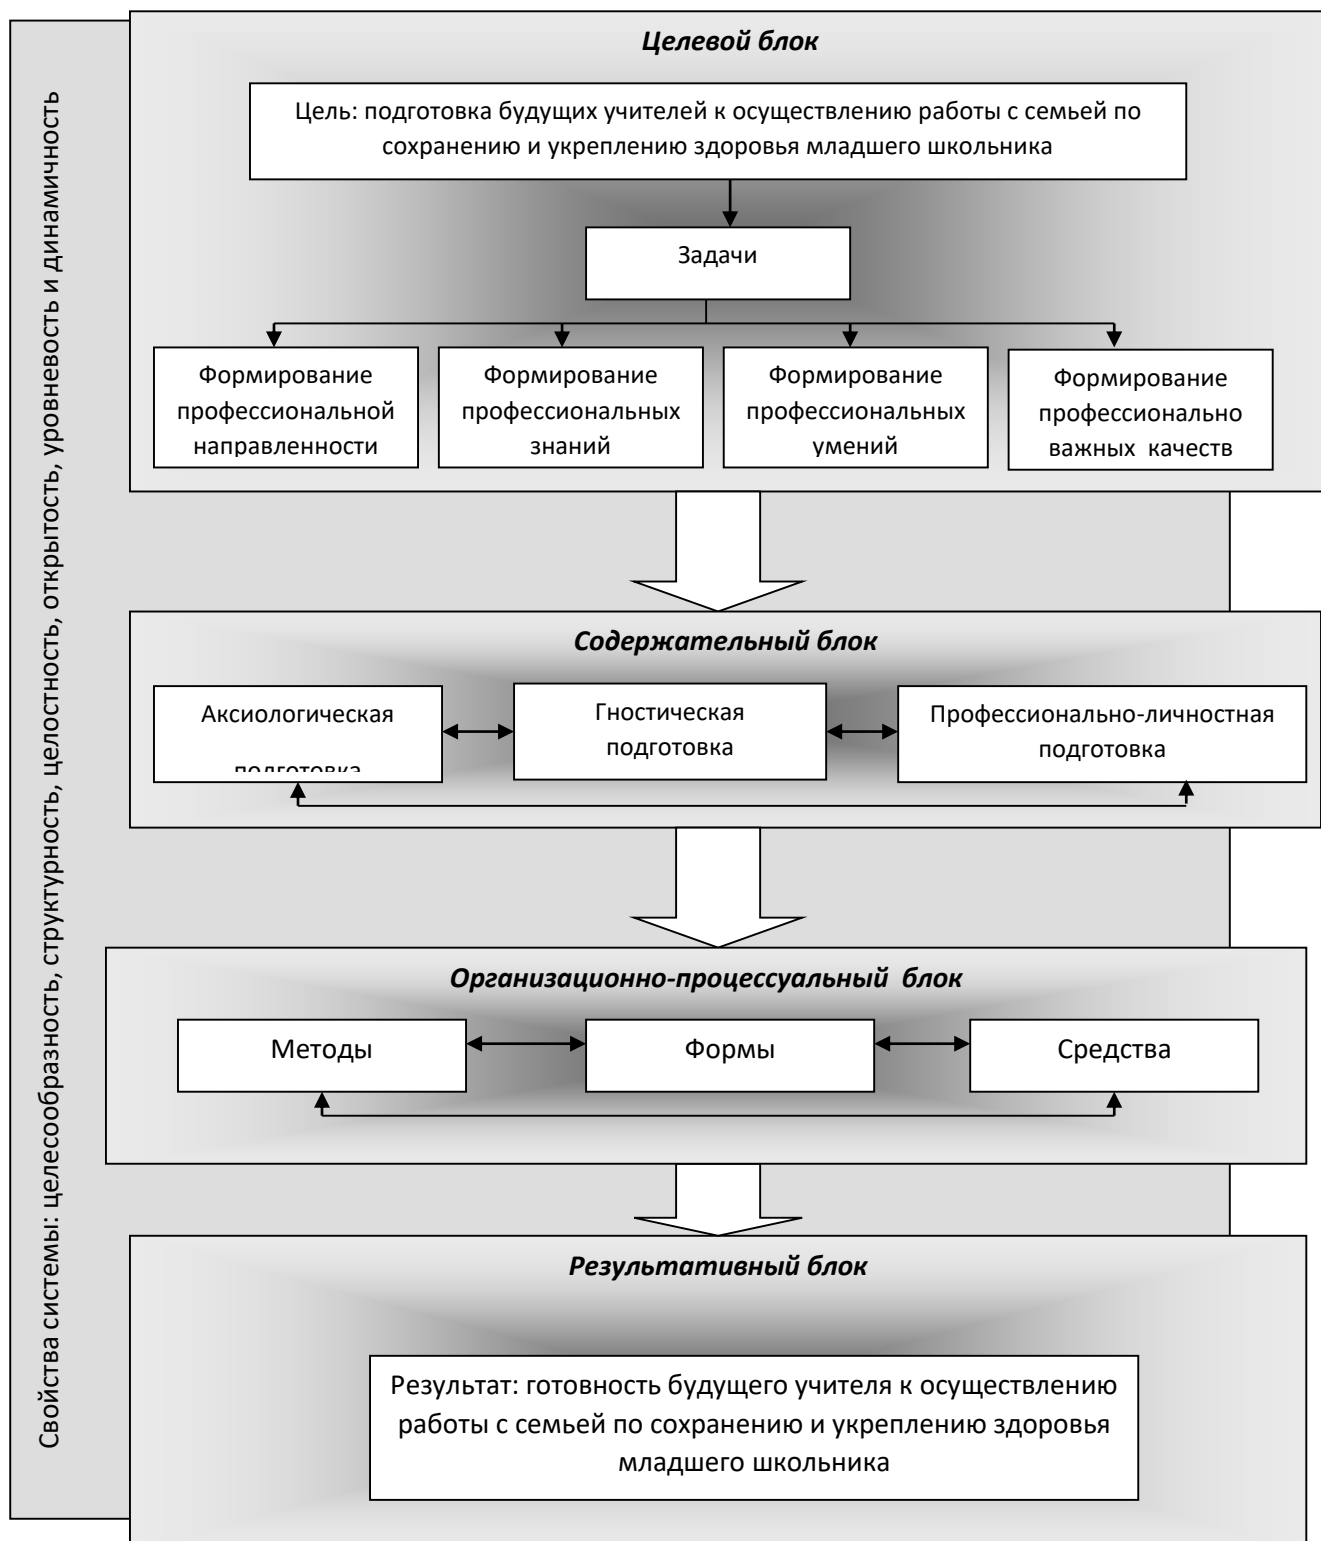 Свойства системы: целесообразность, структурность, целостность, открытость, уровневость и динамичность
Целевой блок
Цель: подготовка будущих учителей к осуществлению работы с семьей по
сохранению и укреплению здоровья младшего школьника
Задачи
Формирование
профессиональной
направленности
Формирование
профессиональных
знаний
Формирование
профессиональных
умений
Формирование
профессионально
важных качеств
Содержательный блок
Аксиологическая
подготовка
Гностическая
подготовка
Профессионально-личностная
подготовка
Организационно-процессуальный блок
Методы
Формы
Средства
Результативный блок
Результат: готовность будущего учителя к осуществлению
работы с семьей по сохранению и укреплению здоровья
младшего школьника